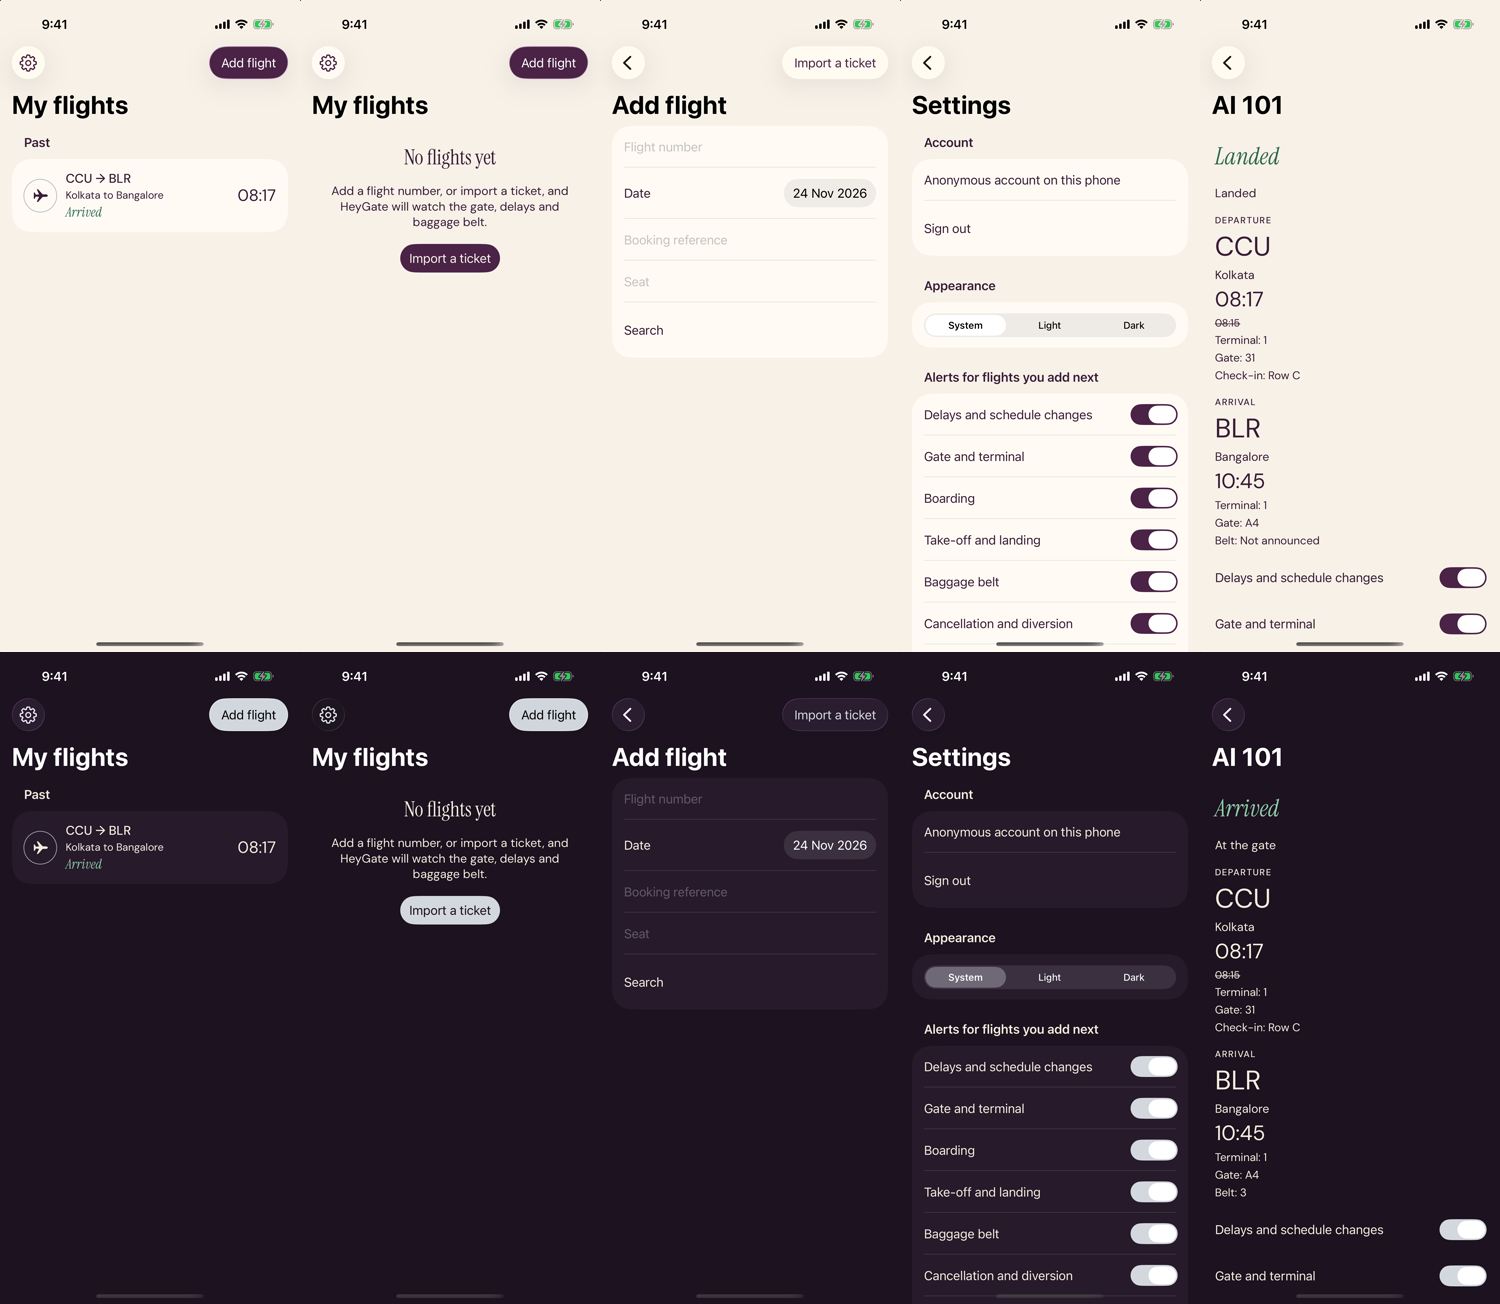 9:41
Add flight
My flights
Past
CCU → BLR
Kolkata to Bangalore
Arrived
08:17
9:41
Add flight
My flights
No flights yet
Add a flight number, or import a ticket, and
HeyGate will watch the gate, delays and
baggage belt.
Import a ticket
9:41
Import a ticket
Add flight
Flight number
Date
24 Nov 2026
Booking reference
Seat
Search
9:41
Settings
Account
Anonymous account on this phone
Sign out
Appearance
System
Light
Dark
Alerts for flights you add next
Delays and schedule changes
Gate and terminal
Boarding
Take-off and landing
Baggage belt
Cancellation and diversion
9:41
AI 101
Landed
Landed
DEPARTURE
CCU
Kolkata
08:17
08:15
Terminal: 1
Gate: 31
Check-in: Row C
ARRIVAL
BLR
Bangalore
10:45
Terminal: 1
Gate: A4
Belt: Not announced
Delays and schedule changes
Gate and terminal
9:41
Add flight
My flights
Past
CCU → BLR
Kolkata to Bangalore
Arrived
08:17
9:41
Add flight
My flights
No flights yet
Add a flight number, or import a ticket, and
HeyGate will watch the gate, delays and
baggage belt.
Import a ticket
9:41
Import a ticket
Add flight
Flight number
Date
24 Nov 2026
Booking reference
Seat
Search
9:41
Settings
Account
Anonymous account on this phone
Sign out
Appearance
System
Light
Dark
Alerts for flights you add next
Delays and schedule changes
Gate and terminal
Boarding
Take-off and landing
Baggage belt
Cancellation and diversion
9:41
AI 101
Arrived
At the gate
DEPARTURE
CCU
Kolkata
08:17
08:15
Terminal: 1
Gate: 31
Check-in: Row C
ARRIVAL
BLR
Bangalore
10:45
Terminal: 1
Gate: A4
Belt: 3
Delays and schedule changes
Gate and terminal